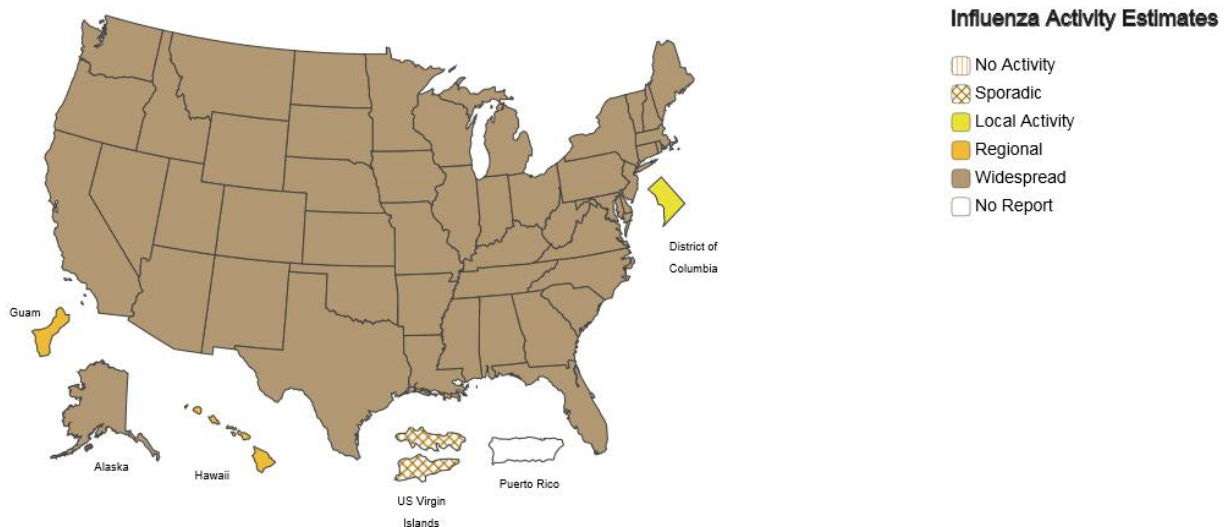 Influenza Activity Estimates
No Activity
Sporadic
Local Activity
Regional
Widespread
No Report
District of
Columbia
Guam
Alaska
Hawaii
US Virgin
Islands
Puerto Rico